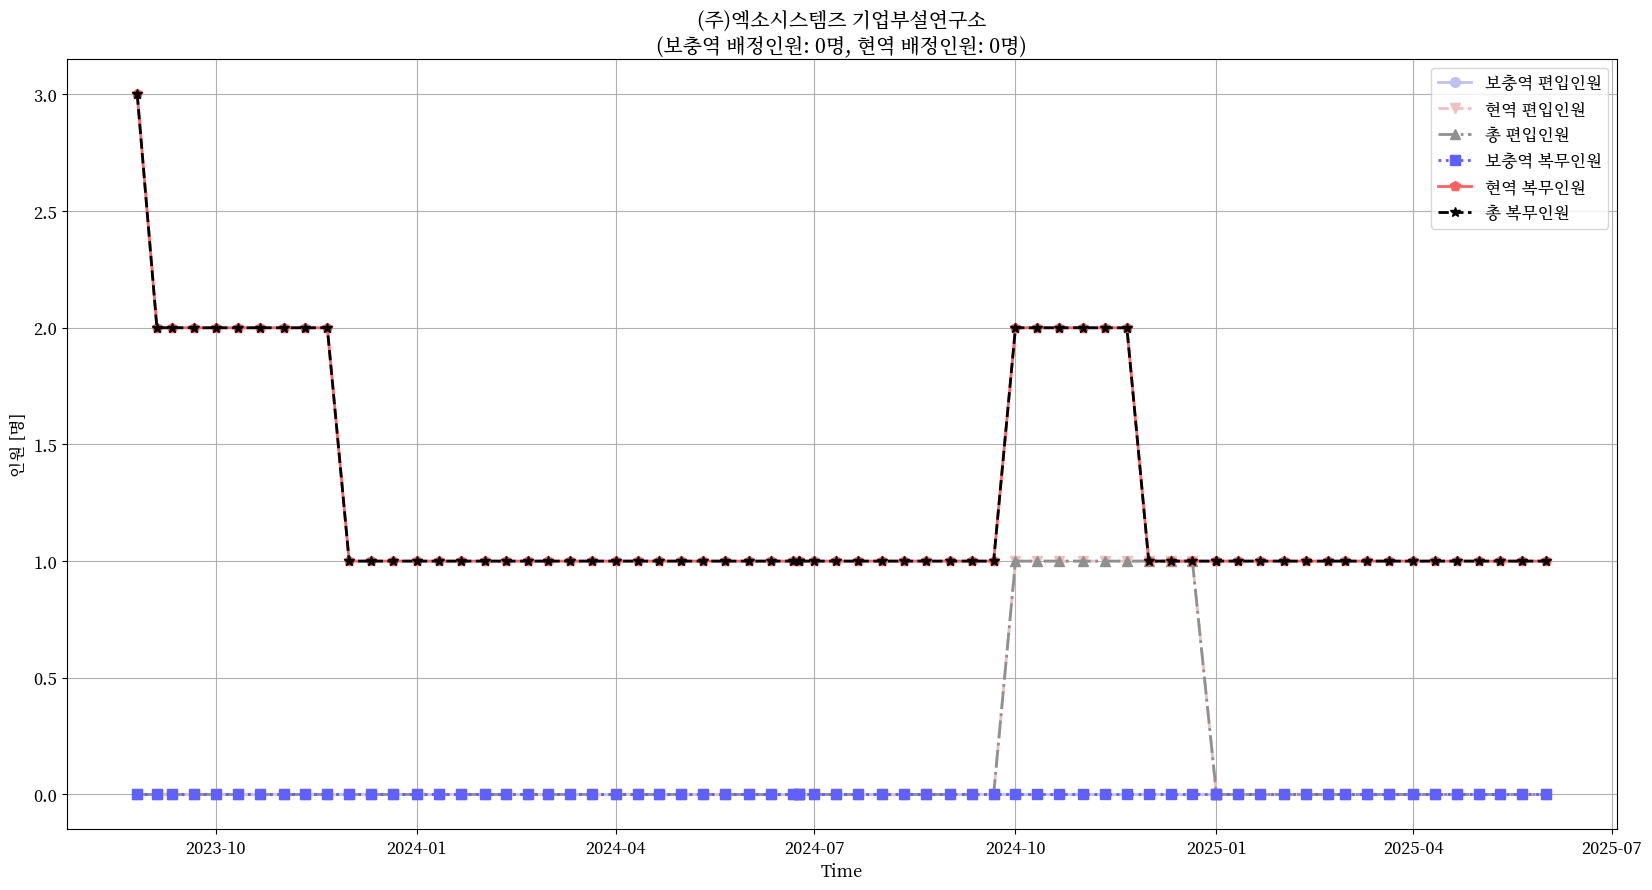 (주)엑소시스템즈 기업부설연구소
(보충역 배정인원: 0명, 현역 배정인원: 0명)
보충역 편입인원
현역 편입인원
총 편입인원
보충역 복무인원
현역 복무인원
총 복무인원
인원 [명]
3.0
2.5
2.0
1.5
1.0
0.5
0.0
2023-10 2024-01 2024-04 2024-07 2024-10 2025-01 2025-04 2025-07
Time